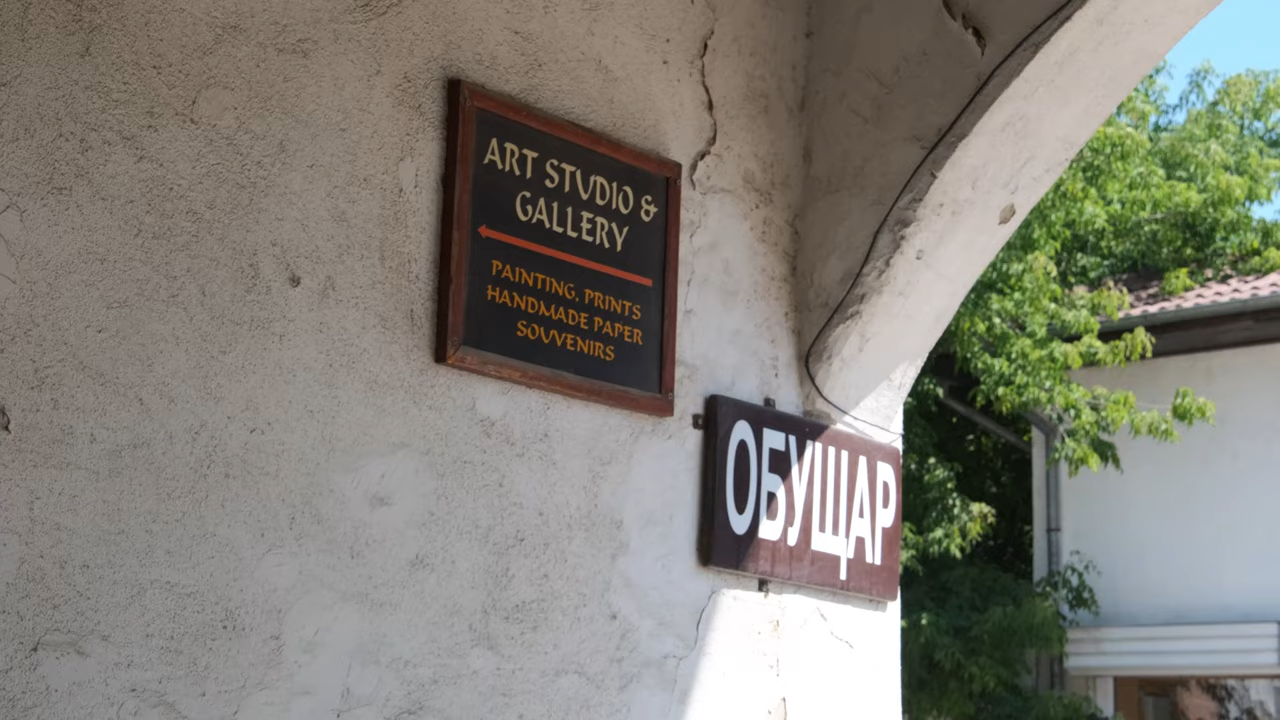 ART STUDIO &
GALLERY
PAINTING, PRINTS
HANDMADE PAPER
SOUVENIRS
ОБУЩАР